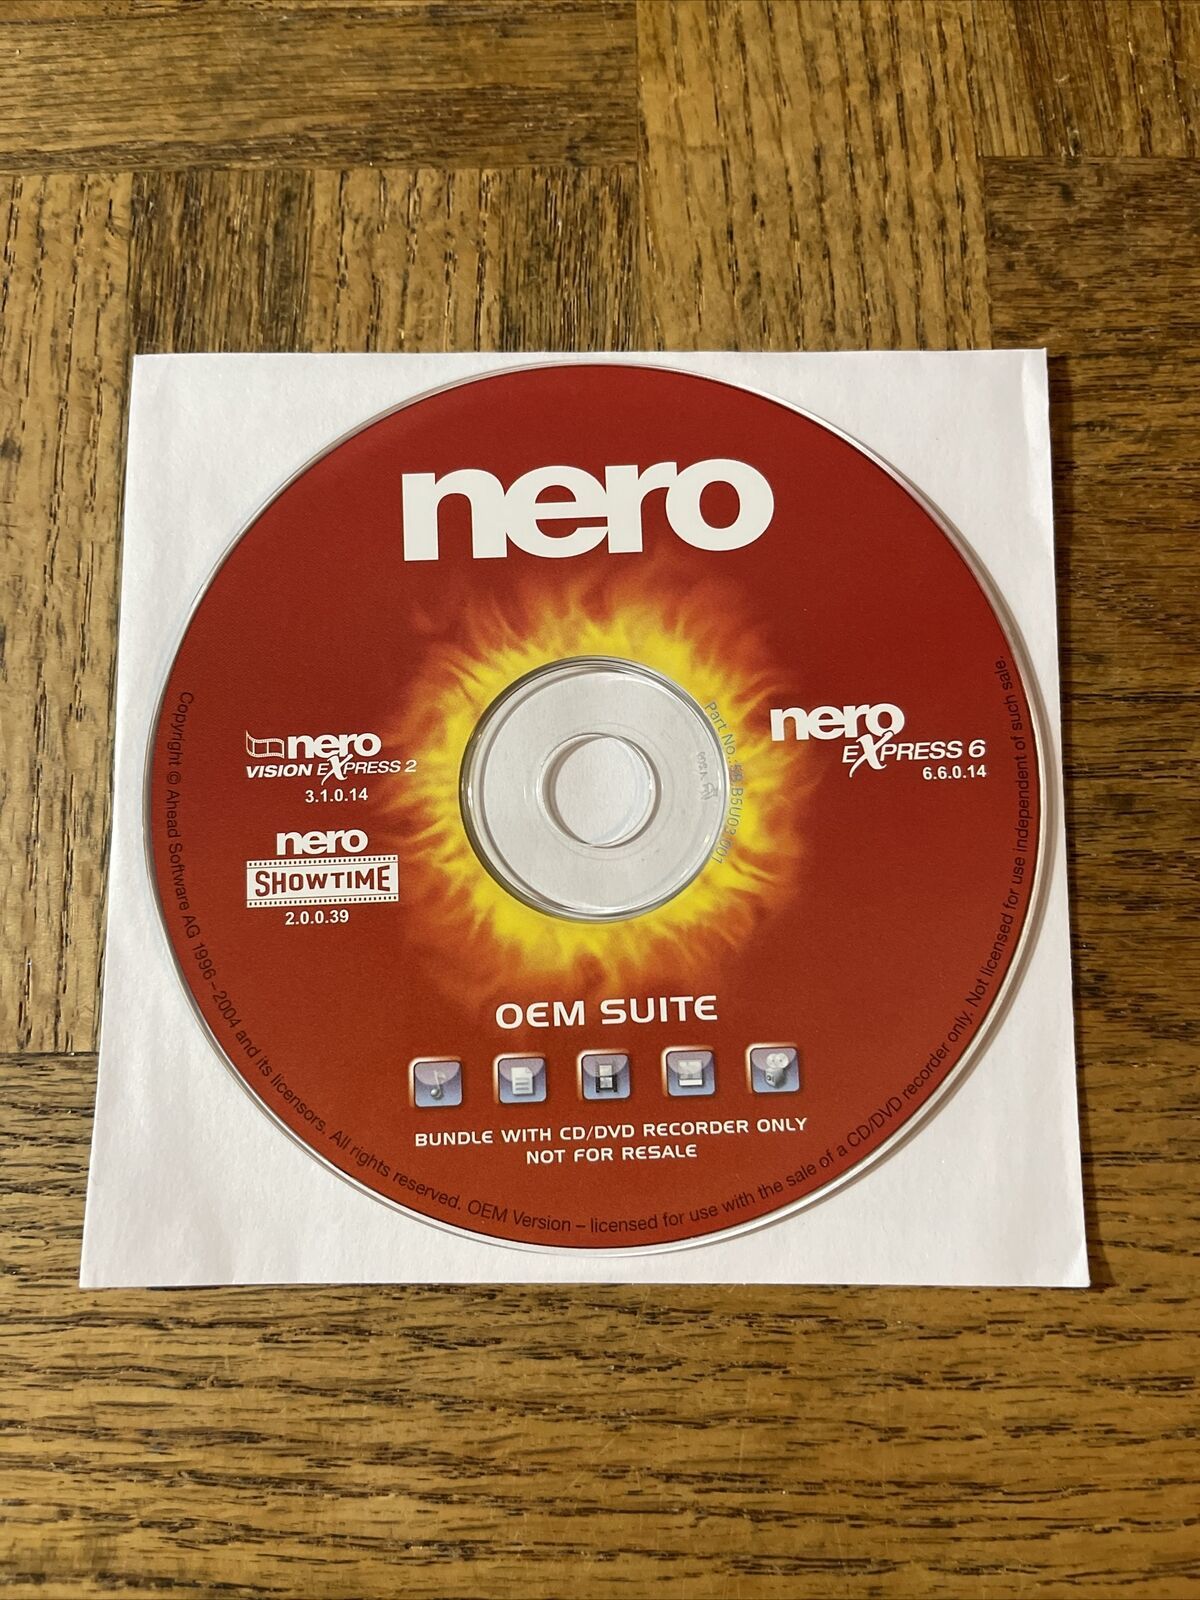 nero
nero
VISION EXPRESS 2
3.1.0.14
nero
SHOWTIME
2.0.0.39
nero
EXPRESS 6
6.6.0.14
Part No.:
OEM SUITE
BUNDLE WITH CD/DVD RECORDER ONLY
NOT FOR RESALE
Copyright © Ahead Software AG 1996–2004 and its licensors. All rights reserved. OEM Version – licensed for use with the sale of a CD/DVD recorder only. Not licensed for use independent of such sale.